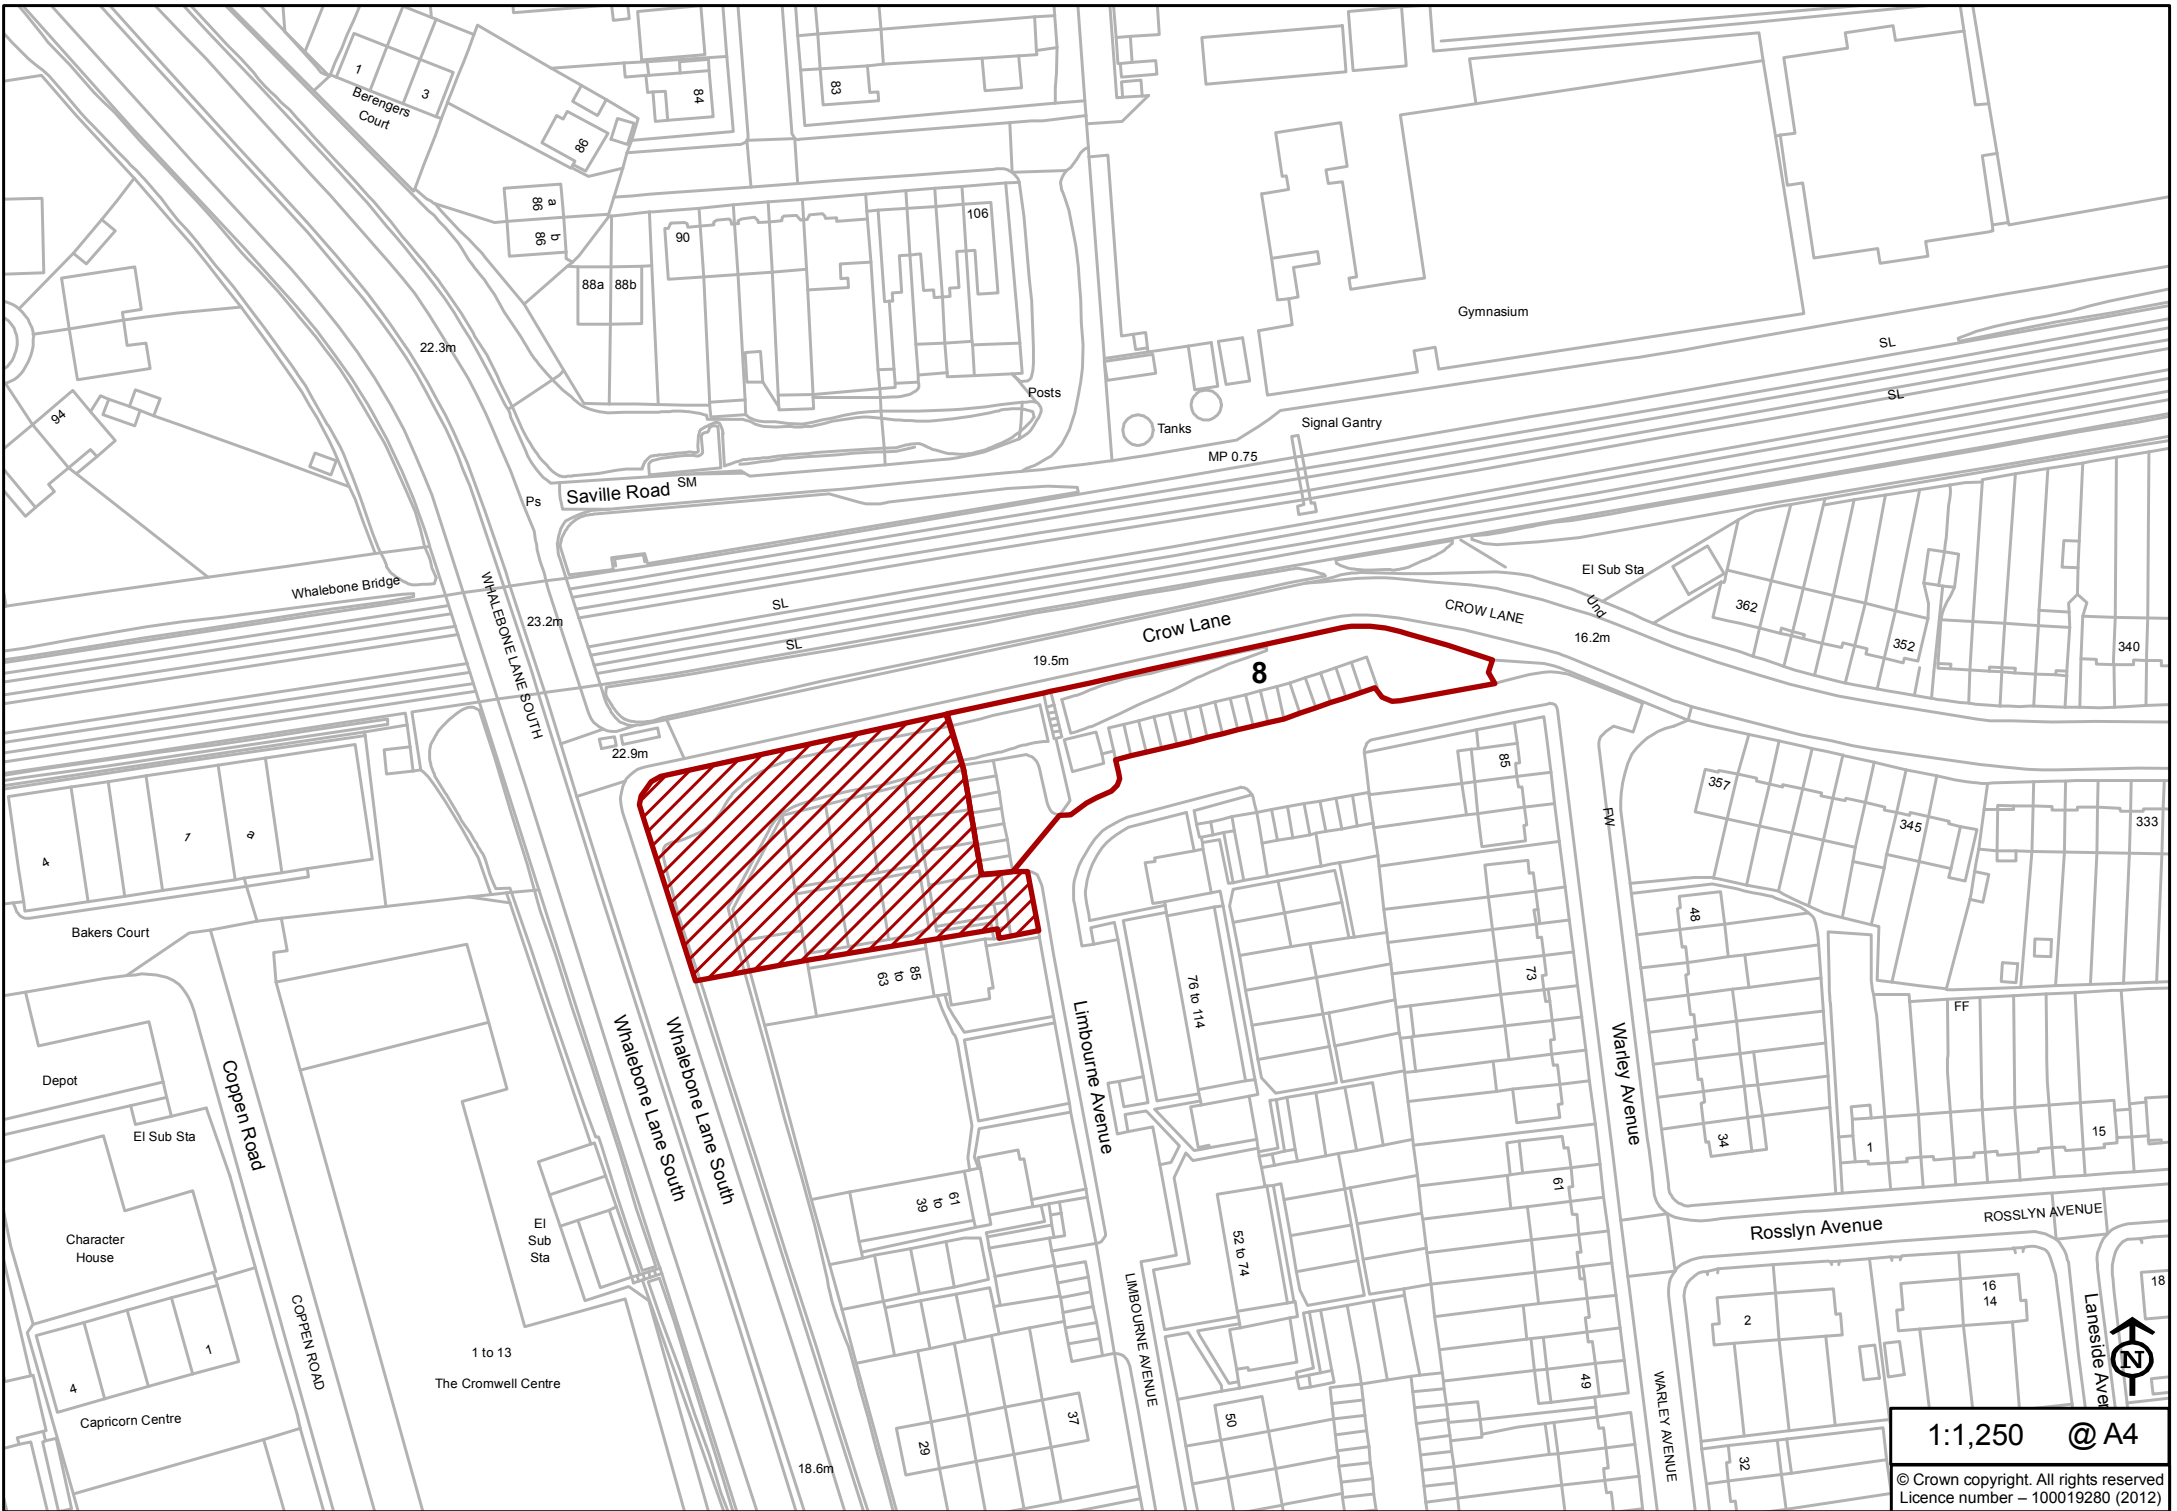 1
3
Berengers
Court
84
83
86
86 a
86 b
90
106
88a
88b
22.3m
94
Gymnasium
SL
SL
Posts
Tanks
Signal Gantry
MP 0.75
Ps
Saville Road
SM
Whalebone Bridge
WHALEBONE LANE SOUTH
23.2m
SL
SL
El Sub Sta
Und
362
352
340
Crow Lane
CROW LANE
16.2m
19.5m
8
22.9m
4
7
a
Bakers Court
85
357
345
333
FW
48
63 to 85
76 to 114
73
FF
Whalebone Lane South
Whalebone Lane South
Limbourne Avenue
Warley Avenue
Depot
El Sub Sta
Coppen Road
34
1
15
39 to 61
61
Rosslyn Avenue
ROSSLYN AVENUE
Character
House
El
Sub
Sta
52 to 74
COPPEN ROAD
LIMBOURNE AVENUE
2
16
14
18
Laneside Aven
N
1
4
Capricorn Centre
1 to 13
The Cromwell Centre
29
37
50
49
WARLEY AVENUE
32
18.6m
1:1,250 @ A4
© Crown copyright. All rights reserved
Licence number – 100019280 (2012)